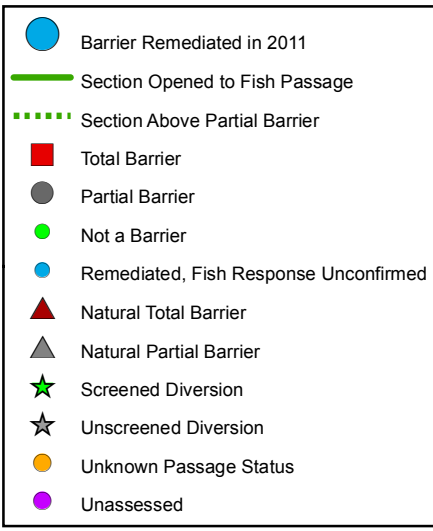 Barrier Remediated in 2011
Section Opened to Fish Passage
Section Above Partial Barrier
Total Barrier
Partial Barrier
Not a Barrier
Remediated, Fish Response Unconfirmed
Natural Total Barrier
Natural Partial Barrier
Screened Diversion
Unscreened Diversion
Unknown Passage Status
Unassessed